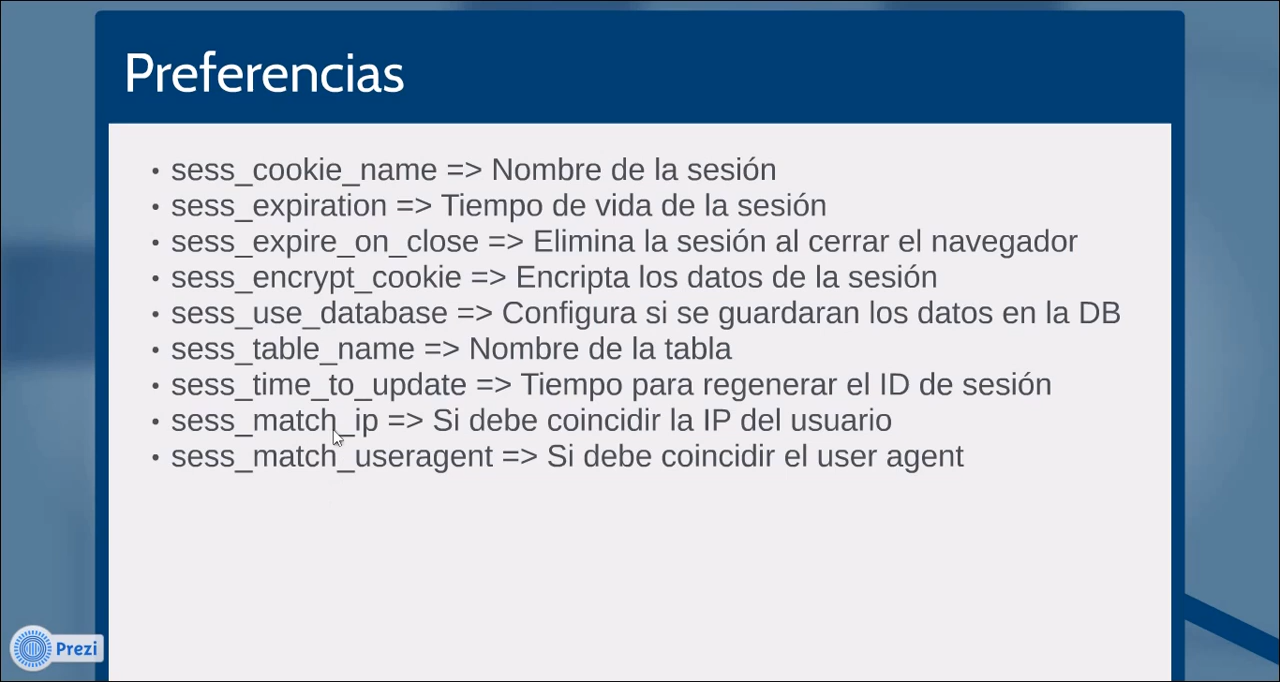 Preferencias
• sess_cookie_name => Nombre de la sesión
• sess_expiration => Tiempo de vida de la sesión
• sess_expire_on_close => Elimina la sesión al cerrar el navegador
• sess_encrypt_cookie => Encripta los datos de la sesión
• sess_use_database => Configura si se guardaran los datos en la DB
• sess_table_name => Nombre de la tabla
• sess_time_to_update => Tiempo para regenerar el ID de sesión
• sess_match_ip => Si debe coincidir la IP del usuario
• sess_match_useragent => Si debe coincidir el user agent
Prezi